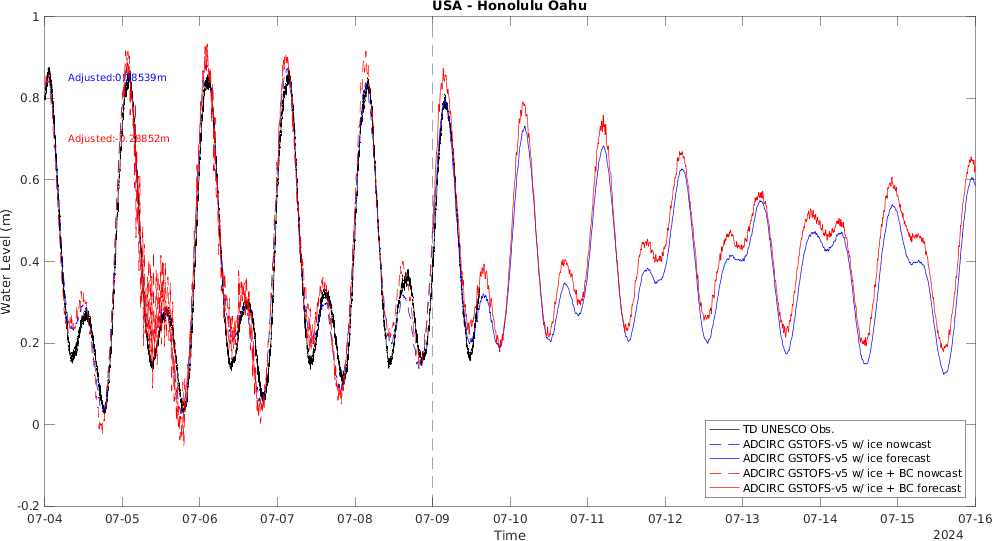 USA - Honolulu Oahu
1
0.8
0.6
0.4
0.2
0
-0.2
Water Level (m)
Adjusted:0.18539m
Adjusted:-0.28852m
TD UNESCO Obs.
ADCIRC GSTOFS-v5 w/ ice nowcast
ADCIRC GSTOFS-v5 w/ ice forecast
ADCIRC GSTOFS-v5 w/ ice + BC nowcast
ADCIRC GSTOFS-v5 w/ ice + BC forecast
07-04 07-05 07-06 07-07 07-08 07-09 07-10 07-11 07-12 07-13 07-14 07-15 07-16
Time
2024